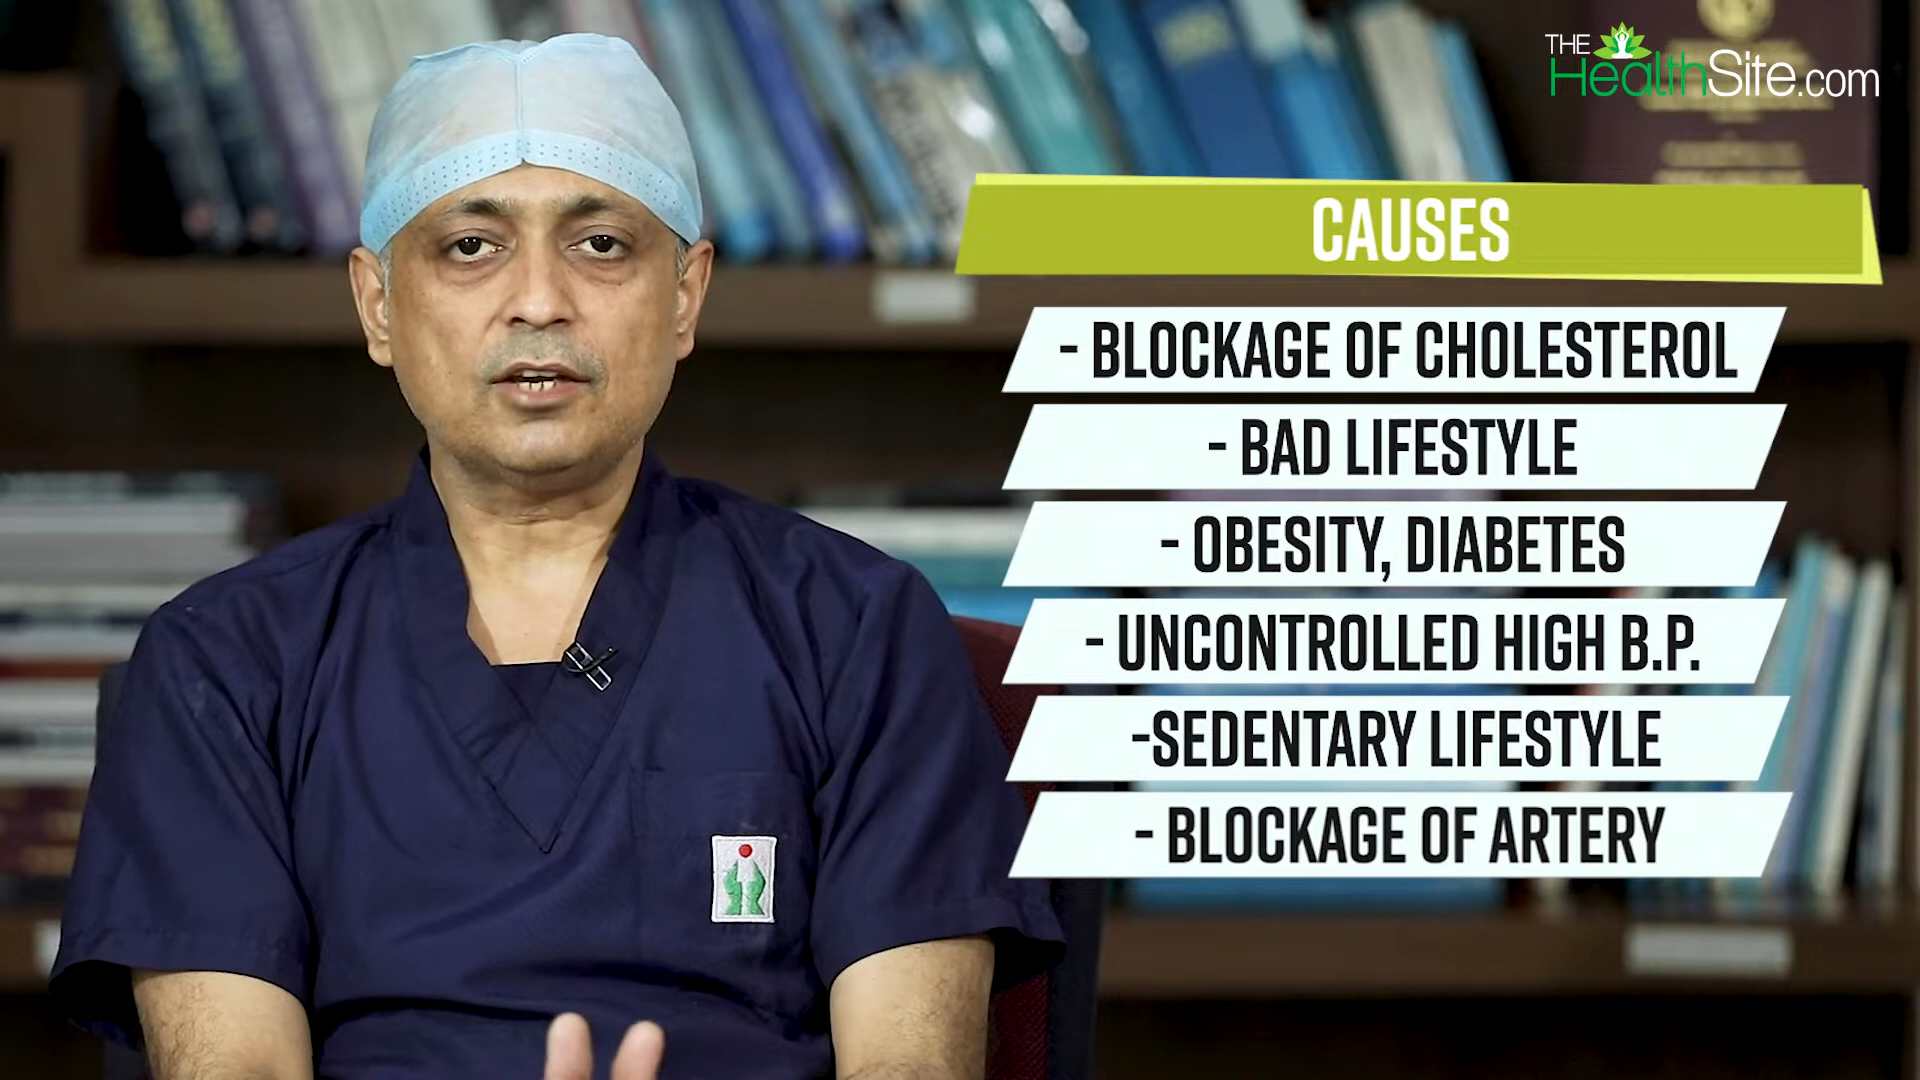 THE
HealthSite.com
CAUSES
- BLOCKAGE OF CHOLESTEROL
- BAD LIFESTYLE
- OBESITY, DIABETES
- UNCONTROLLED HIGH B.P.
-SEDENTARY LIFESTYLE
- BLOCKAGE OF ARTERY